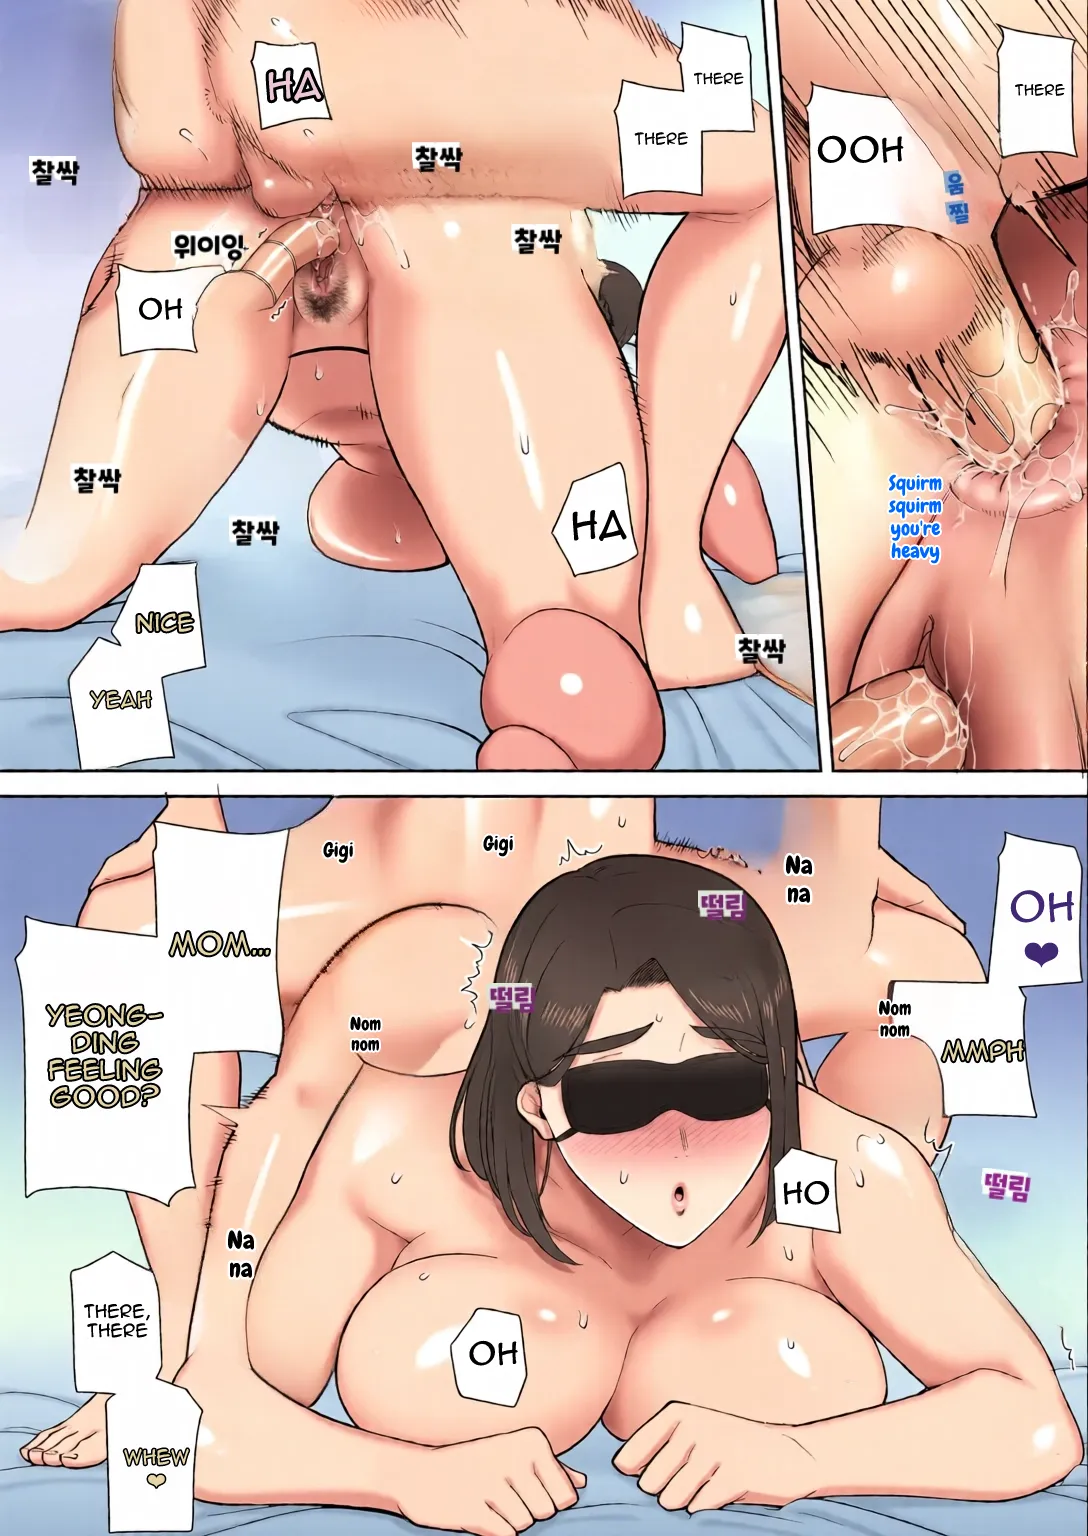 HA
THERE
THERE
찰싹
찰싹
위이잉
찰싹
OH
찰싹
찰싹
HA
NICE
YEAH
찰싹
THERE
OOH
움
찔
Squirm
squirm
you're
heavy
Gigi
Gigi
Na
na
떨림
OH
❤
MOM...
YEONG-
DING
FEELING
GOOD?
떨림
Nom
nom
Nom
nom
MMPH
HO
떨림
Na
na
THERE,
THERE
OH
WHEW
❤